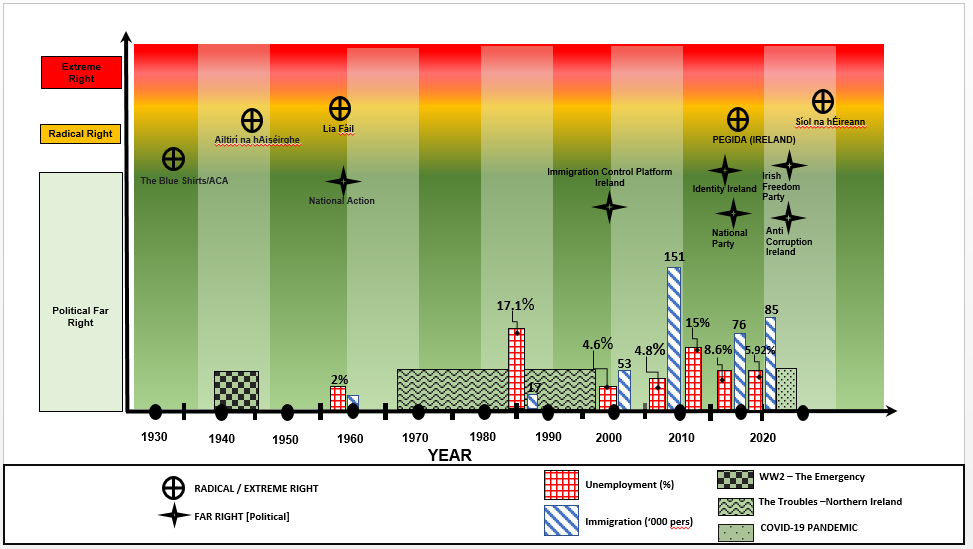 Extreme
Right
Radical Right
Political Far
Right
The Blue Shirts/ACA
Ailtirí na hAiséirghe
Lia Fàil
National Action
Immigration Control Platform
Ireland
PEGIDA (IRELAND)
Síol na hÉireann
Identity Ireland
Irish
Freedom
Party
National
Party
Anti
Corruption
Ireland
2%
17.1%
17
4.6%
53
4.8%
151
15%
8.6%
76
5.92%
85
1930
1940
1950
1960
1970
1980
1990
2000
2010
2020
YEAR
RADICAL / EXTREME RIGHT
FAR RIGHT [Political]
Unemployment (%)
Immigration ('000 pers)
WW2 – The Emergency
The Troubles –Northern Ireland
COVID-19 PANDEMIC